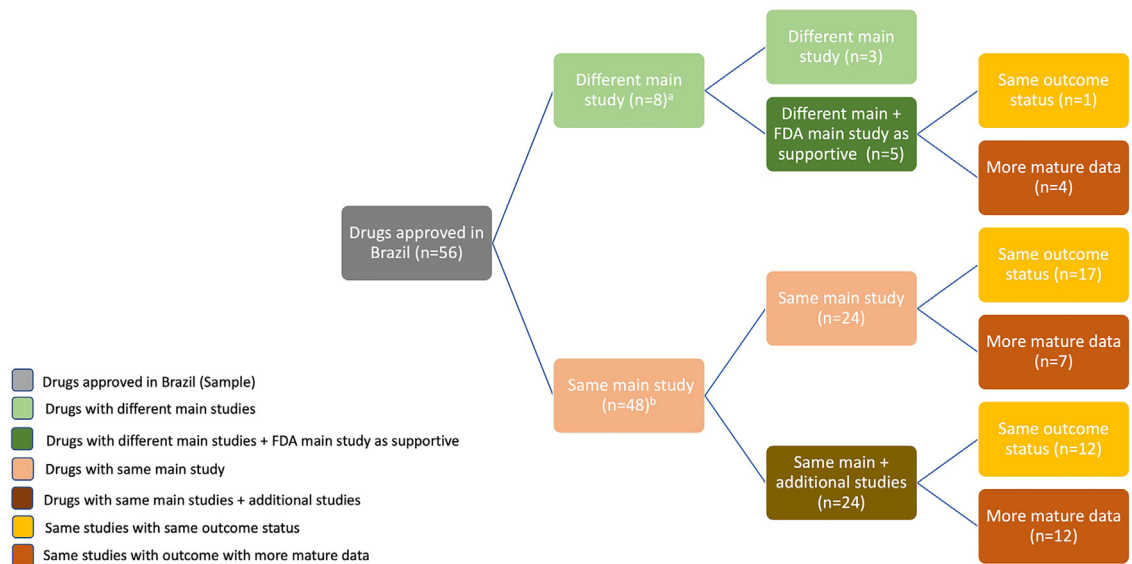 Different main
study (n=3)
Different main
study (n=8)ᵃ
Same outcome
status (n=1)
Different main +
FDA main study as
supportive (n=5)
More mature data
(n=4)
Drugs approved in
Brazil (n=56)
Same outcome
status (n=17)
Same main study
(n=24)
More mature data
(n=7)
Same main study
(n=48)ᵇ
Same outcome
status (n=12)
Same main +
additional studies
(n=24)
More mature data
(n=12)
Drugs approved in Brazil (Sample)
Drugs with different main studies
Drugs with different main studies + FDA main study as supportive
Drugs with same main study
Drugs with same main studies + additional studies
Same studies with same outcome status
Same studies with outcome with more mature data